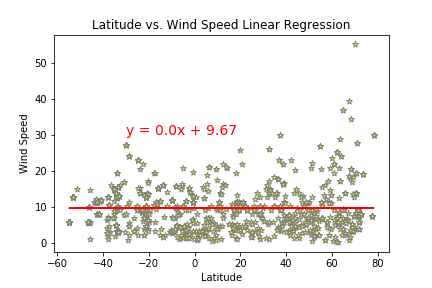 Latitude vs. Wind Speed Linear Regression
50
40
30
20
10
0
Wind Speed
y = 0.0x + 9.67
−60 −40 −20 0 20 40 60 80
Latitude